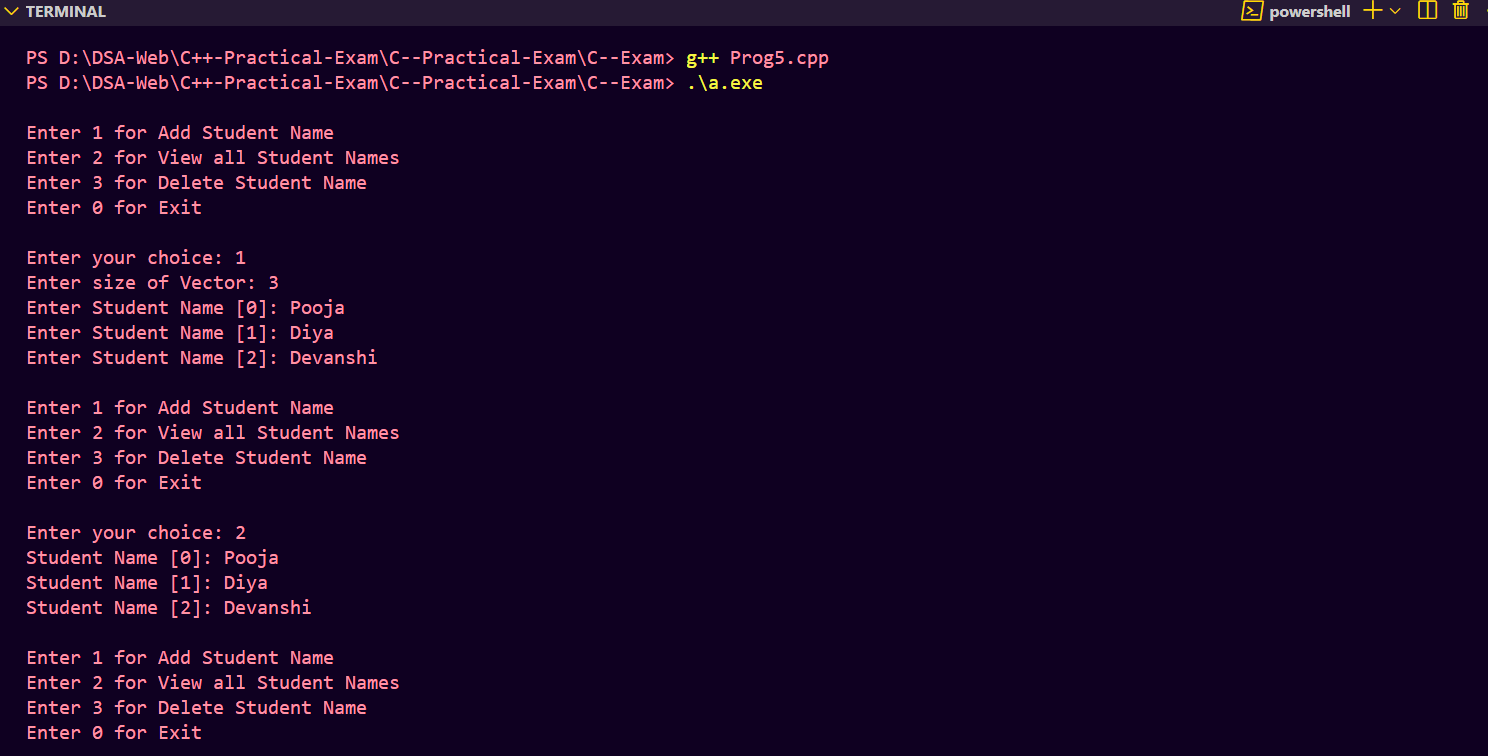 TERMINAL
powershell
PS D:\DSA-Web\C++-Practical-Exam\C--Practical-Exam\C--Exam> g++ Prog5.cpp
PS D:\DSA-Web\C++-Practical-Exam\C--Practical-Exam\C--Exam> .\a.exe
Enter 1 for Add Student Name
Enter 2 for View all Student Names
Enter 3 for Delete Student Name
Enter 0 for Exit
Enter your choice: 1
Enter size of Vector: 3
Enter Student Name [0]: Pooja
Enter Student Name [1]: Diya
Enter Student Name [2]: Devanshi
Enter 1 for Add Student Name
Enter 2 for View all Student Names
Enter 3 for Delete Student Name
Enter 0 for Exit
Enter your choice: 2
Student Name [0]: Pooja
Student Name [1]: Diya
Student Name [2]: Devanshi
Enter 1 for Add Student Name
Enter 2 for View all Student Names
Enter 3 for Delete Student Name
Enter 0 for Exit